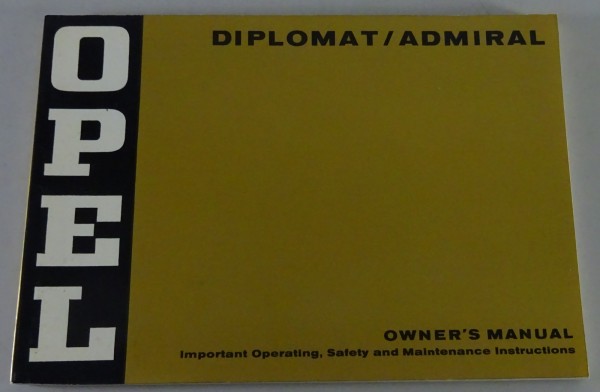 OPEL
DIPLOMAT/ADMIRAL
OWNER'S MANUAL
Important Operating, Safety and Maintenance Instructions